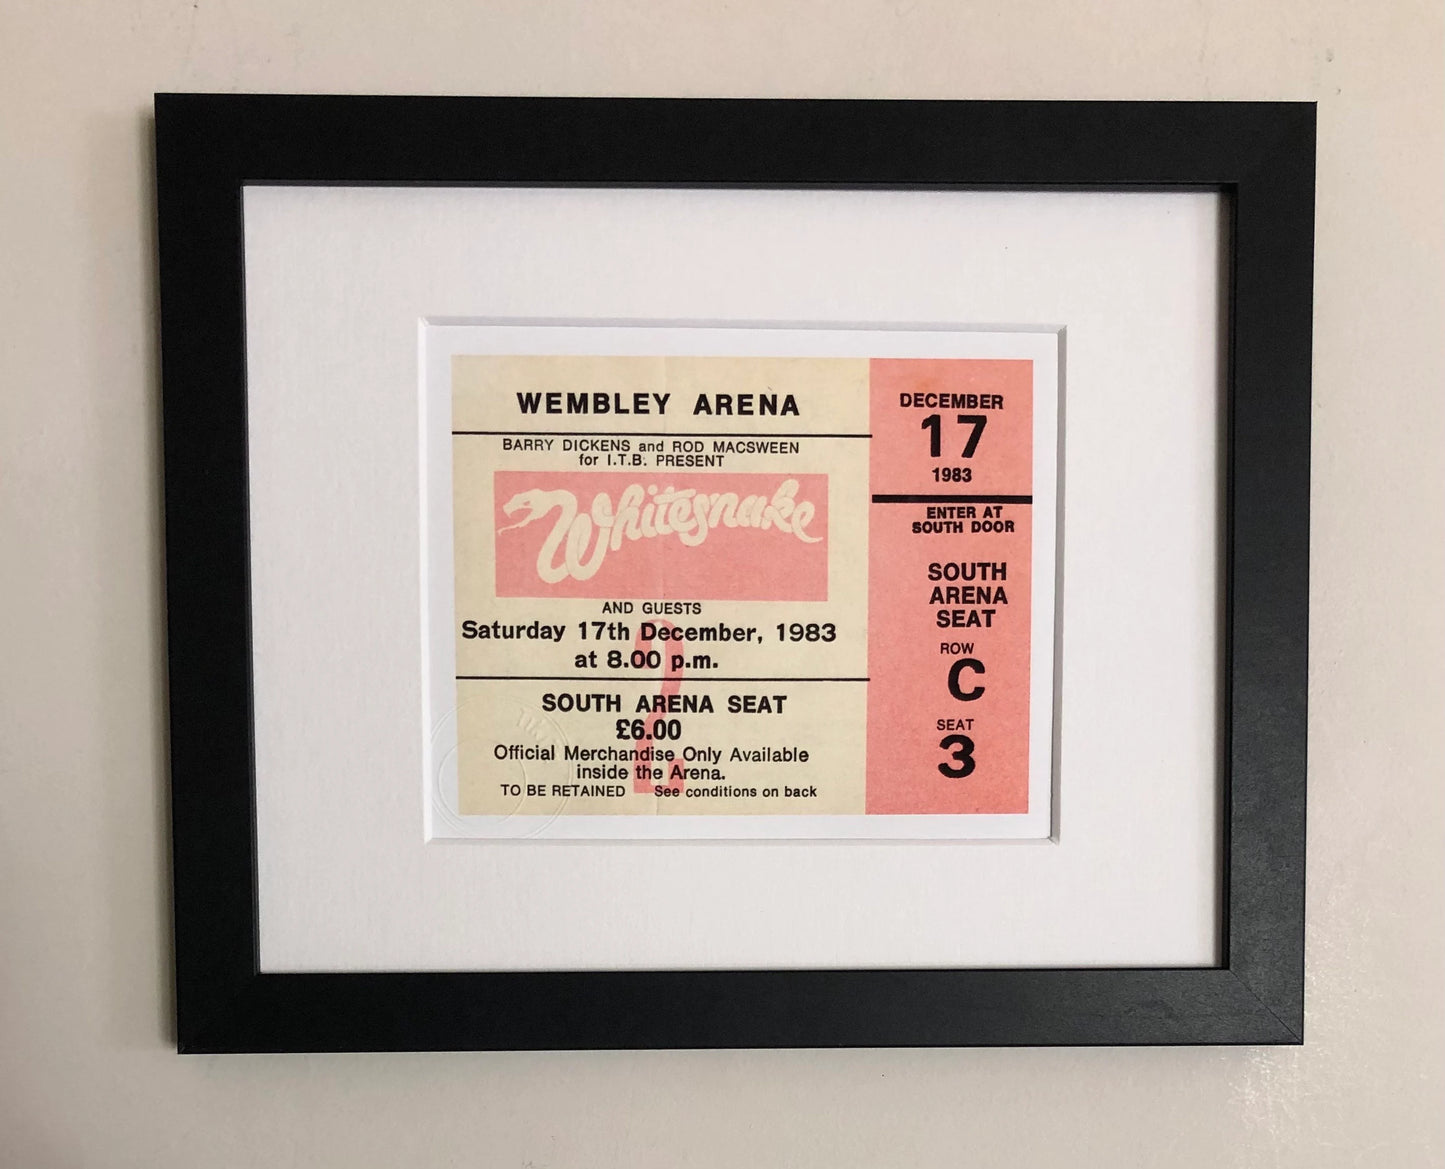 WEMBLEY ARENA
BARRY DICKENS and ROD MACSWEEN
for I.T.B. PRESENT
Whitesnake
AND GUESTS
Saturday 17th December, 1983
at 8.00 p.m.
2
SOUTH ARENA SEAT
£6.00
Official Merchandise Only Available
inside the Arena.
TO BE RETAINED See conditions on back
DECEMBER
17
1983
ENTER AT
SOUTH DOOR
SOUTH
ARENA
SEAT
ROW
C
SEAT
3